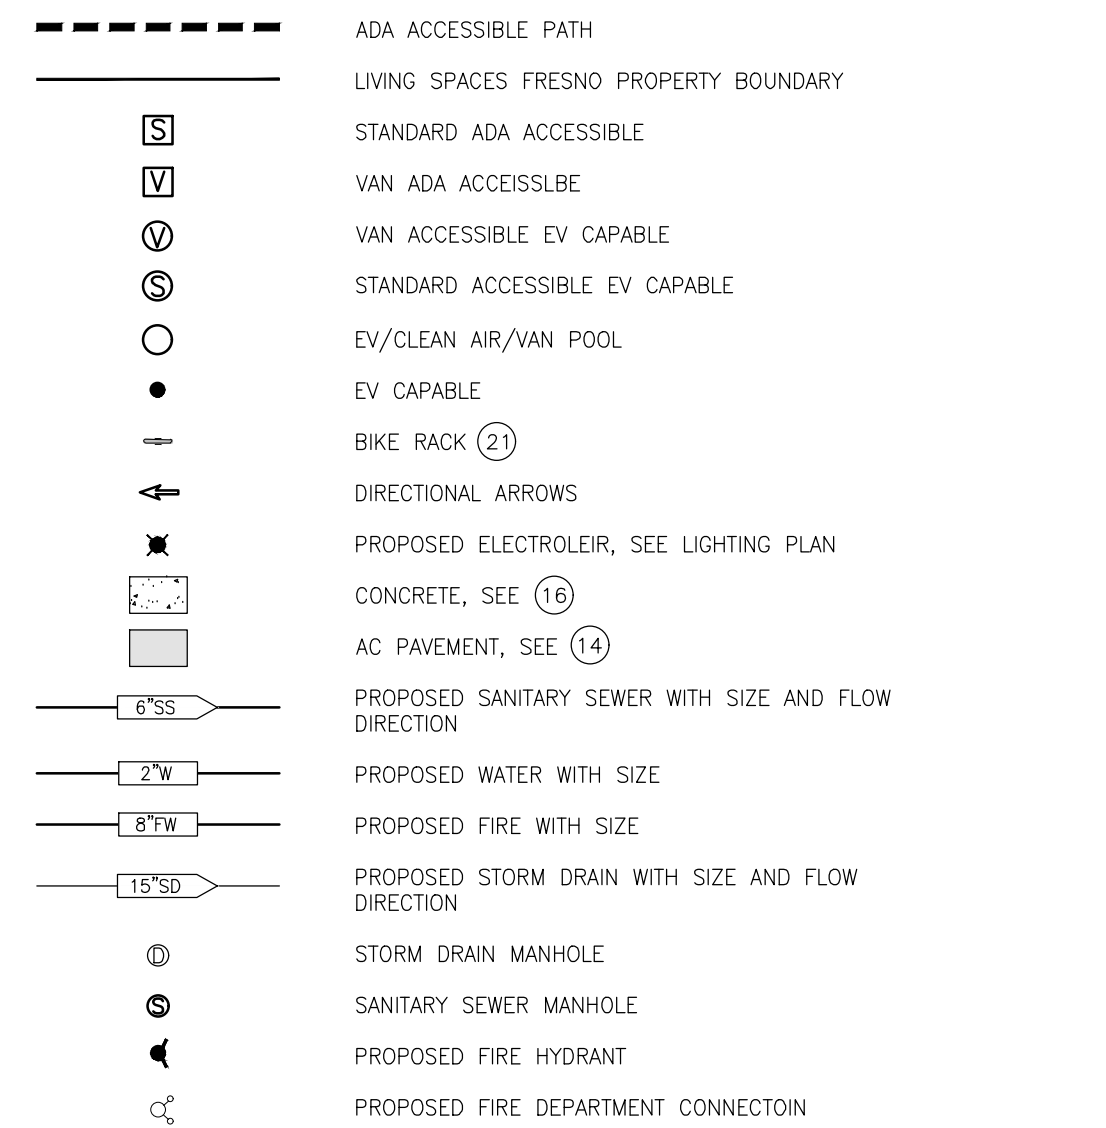 ADA ACCESSIBLE PATH
LIVING SPACES FRESNO PROPERTY BOUNDARY
S STANDARD ADA ACCESSIBLE
V VAN ADA ACCEISSLBE
V VAN ACCESSIBLE EV CAPABLE
S STANDARD ACCESSIBLE EV CAPABLE
EV/CLEAN AIR/VAN POOL
EV CAPABLE
BIKE RACK 21
DIRECTIONAL ARROWS
PROPOSED ELECTROLEIR, SEE LIGHTING PLAN
CONCRETE, SEE 16
AC PAVEMENT, SEE 14
6"SS PROPOSED SANITARY SEWER WITH SIZE AND FLOW
DIRECTION
2"W PROPOSED WATER WITH SIZE
8"FW PROPOSED FIRE WITH SIZE
15"SD PROPOSED STORM DRAIN WITH SIZE AND FLOW
DIRECTION
D STORM DRAIN MANHOLE
S SANITARY SEWER MANHOLE
PROPOSED FIRE HYDRANT
PROPOSED FIRE DEPARTMENT CONNECTOIN